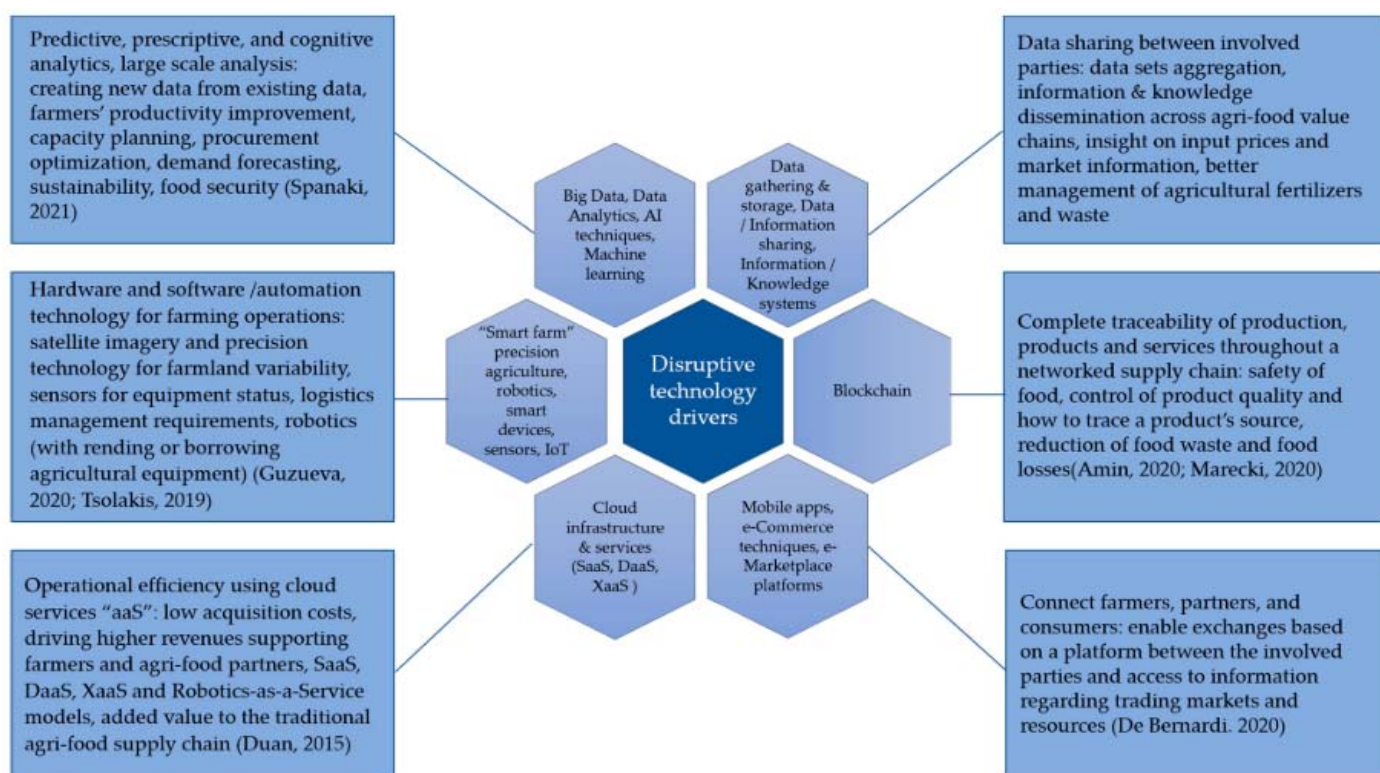 Predictive, prescriptive, and cognitive
analytics, large scale analysis:
creating new data from existing data,
farmers' productivity improvement,
capacity planning, procurement
optimization, demand forecasting,
sustainability, food security (Spanaki,
2021)
Hardware and software /automation
technology for farming operations:
satellite imagery and precision
technology for farmland variability,
sensors for equipment status, logistics
management requirements, robotics
(with rending or borrowing
agricultural equipment) (Guzueva,
2020; Tsolakis, 2019)
Operational efficiency using cloud
services "aaS": low acquisition costs,
driving higher revenues supporting
farmers and agri-food partners, SaaS,
DaaS, XaaS and Robotics-as-a-Service
models, added value to the traditional
agri-food supply chain (Duan, 2015)
Big Data, Data
Analytics, AI
techniques,
Machine
learning
Data
gathering &
storage, Data
/ Information
sharing,
Information /
Knowledge
systems
"Smart farm"
precision
agriculture,
robotics,
smart
devices,
sensors, IoT
Disruptive
technology
drivers
Blockchain
Cloud
infrastructure
& services
(SaaS, DaaS,
XaaS )
Mobile apps,
e-Commerce
techniques, e-
Marketplace
platforms
Data sharing between involved
parties: data sets aggregation,
information & knowledge
dissemination across agri-food value
chains, insight on input prices and
market information, better
management of agricultural fertilizers
and waste
Complete traceability of production,
products and services throughout a
networked supply chain: safety of
food, control of product quality and
how to trace a product's source,
reduction of food waste and food
losses(Amin, 2020; Marecki, 2020)
Connect farmers, partners, and
consumers: enable exchanges based
on a platform between the involved
parties and access to information
regarding trading markets and
resources (De Bernardi. 2020)